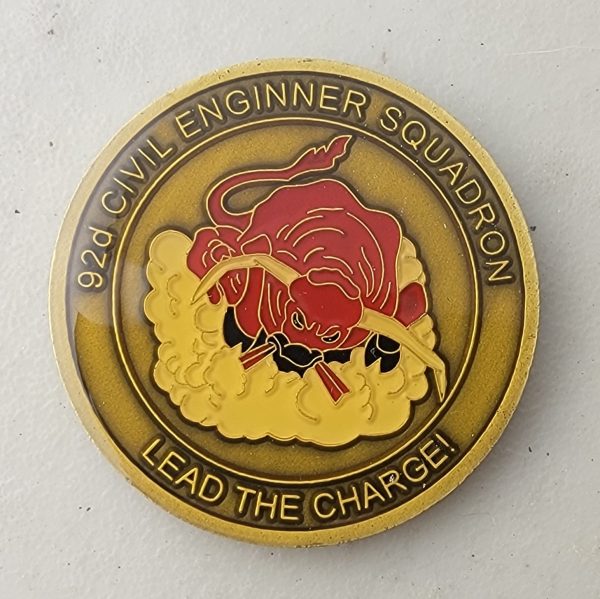 92d CIVIL ENGINNER SQUADRON
LEAD THE CHARGE!